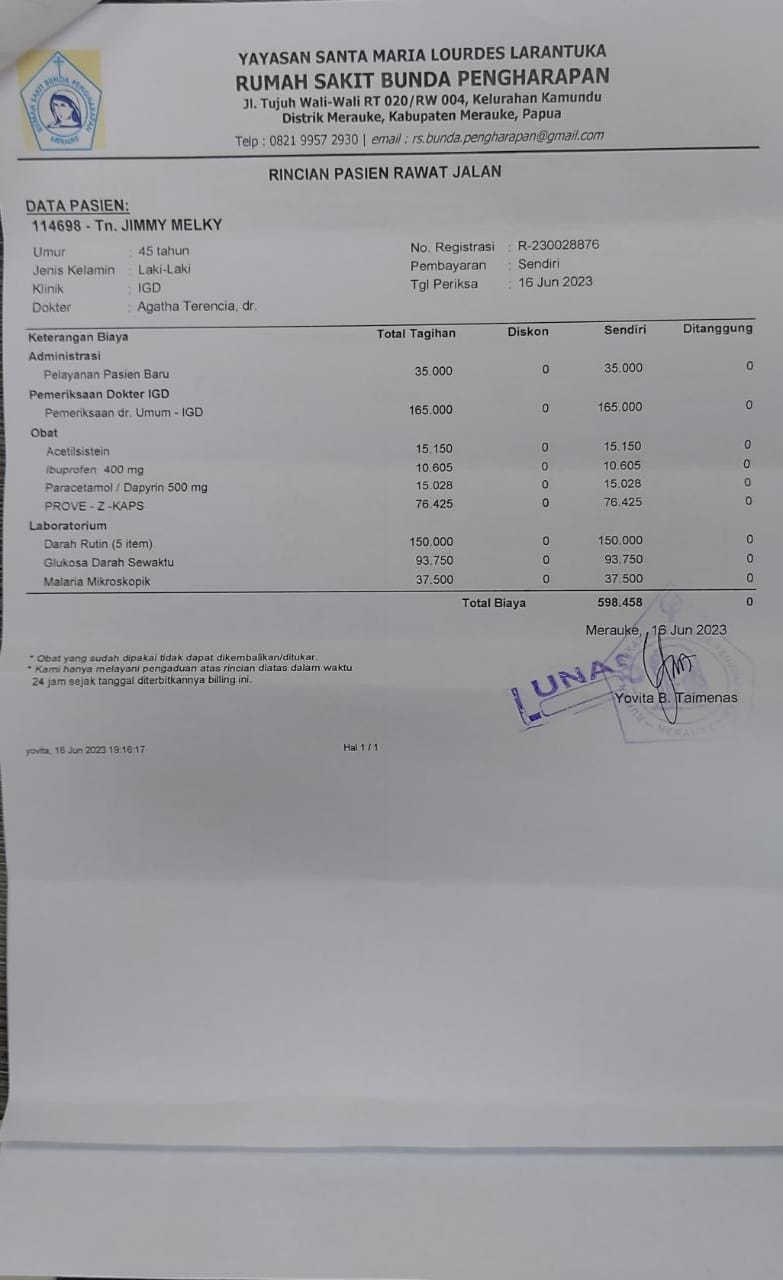 YAYASAN SANTA MARIA LOURDES LARANTUKA
RUMAH SAKIT BUNDA PENGHARAPAN
Jl. Tujuh Wali-Wali RT 020/RW 004, Kelurahan Kamundu
Distrik Merauke, Kabupaten Merauke, Papua
Telp : 0821 9957 2930 | email : rs.bunda.pengharapan@gmail.com
RUMAH SAKIT BUNDA PENGHARAPAN
MERAUKE
RINCIAN PASIEN RAWAT JALAN
DATA PASIEN:
114698 - Tn. JIMMY MELKY
Umur : 45 tahun No. Registrasi : R-230028876
Jenis Kelamin : Laki-Laki Pembayaran : Sendiri
Klinik : IGD Tgl Periksa : 16 Jun 2023
Dokter : Agatha Terencia, dr.
Keterangan Biaya Total Tagihan Diskon Sendiri Ditanggung
Administrasi
Pelayanan Pasien Baru 35.000 0 35.000 0
Pemeriksaan Dokter IGD
Pemeriksaan dr. Umum - IGD 165.000 0 165.000 0
Obat
Acetilsistein 15.150 0 15.150 0
Ibuprofen 400 mg 10.605 0 10.605 0
Paracetamol / Dapyrin 500 mg 15.028 0 15.028 0
PROVE - Z -KAPS 76.425 0 76.425 0
Laboratorium
Darah Rutin (5 item) 150.000 0 150.000 0
Glukosa Darah Sewaktu 93.750 0 93.750 0
Malaria Mikroskopik 37.500 0 37.500 0
Total Biaya 598.458 0
Merauke, 16 Jun 2023
* Obat yang sudah dipakai tidak dapat dikembalikan/ditukar.
* Kami hanya melayani pengaduan atas rincian diatas dalam waktu
24 jam sejak tanggal diterbitkannya billing ini.
LUNAS
Yovita B. Taimenas
MERAUKE
yovita, 16 Jun 2023 19:16:17 Hal 1 / 1